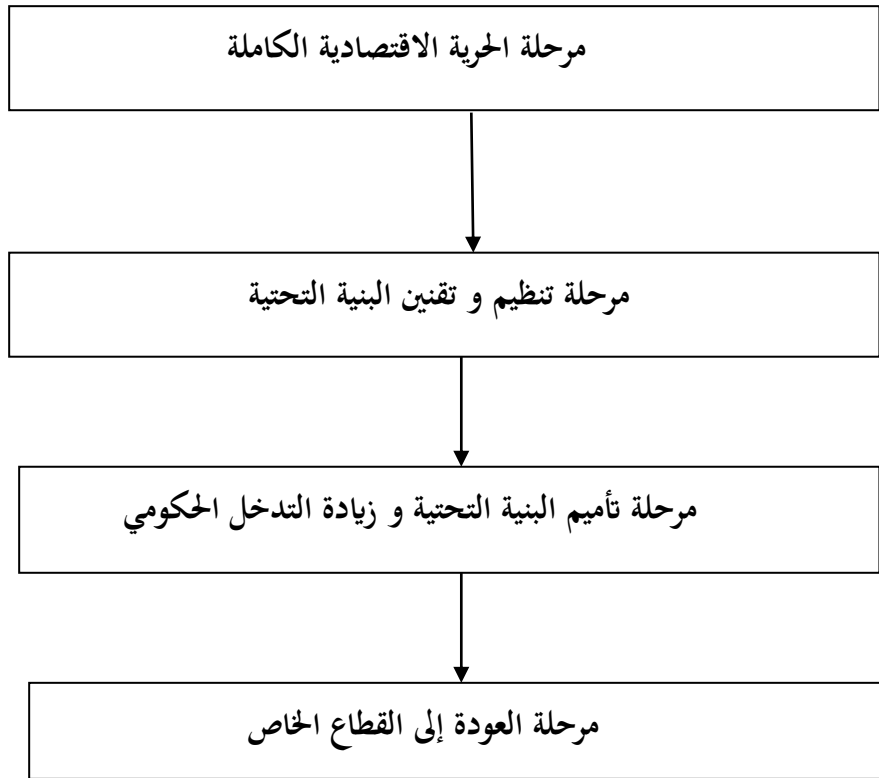 مرحلة الحرية الاقتصادية الكاملة
مرحلة تنظيم و تقنين البنية التحتية
مرحلة تأميم البنية التحتية و زيادة التدخل الحكومي
مرحلة العودة إلى القطاع الخاص